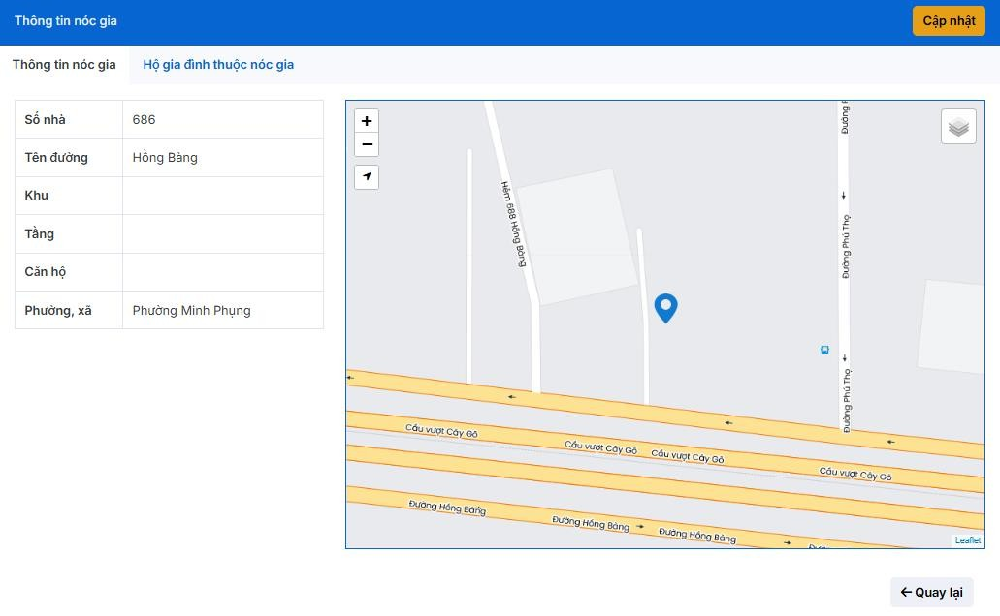 Thông tin nóc gia
Cập nhật
Thông tin nóc gia
Hộ gia đình thuộc nóc gia
Số nhà 686
Tên đường Hồng Bàng
Khu
Tầng
Căn hộ
Phường, xã Phường Minh Phụng
+
−
Hẻm 688 Hồng Bàng
Đường
Đường Phú Thọ
Đường Phú Thọ
Cầu vượt Cây Gõ
Cầu vượt Cây Gõ
Cầu vượt Cây Gõ
Cầu vượt Cây Gõ
Đường Hồng Bàng
Đường Hồng Bàng
Đường Hồng Bàng
Leaflet
Quay lại